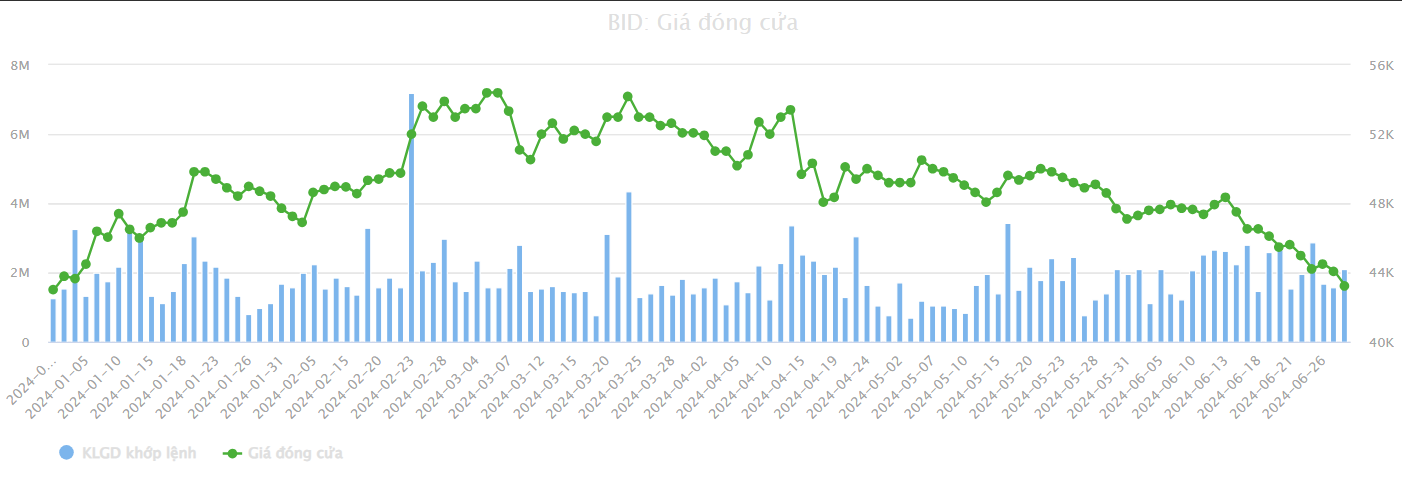 BID: Giá đóng cửa
8M 56K
6M 52K
4M 48K
2M 44K
0 40K
2024-0... 2024-01-05 2024-01-10 2024-01-15 2024-01-18 2024-01-23 2024-01-26 2024-01-31 2024-02-05 2024-02-15 2024-02-20 2024-02-23 2024-02-28 2024-03-04 2024-03-07 2024-03-12 2024-03-15 2024-03-20 2024-03-25 2024-03-28 2024-04-02 2024-04-05 2024-04-10 2024-04-15 2024-04-19 2024-04-24 2024-05-02 2024-05-07 2024-05-10 2024-05-15 2024-05-20 2024-05-23 2024-05-28 2024-05-31 2024-06-05 2024-06-10 2024-06-13 2024-06-18 2024-06-21 2024-06-26
KLGD khớp lệnh Giá đóng cửa